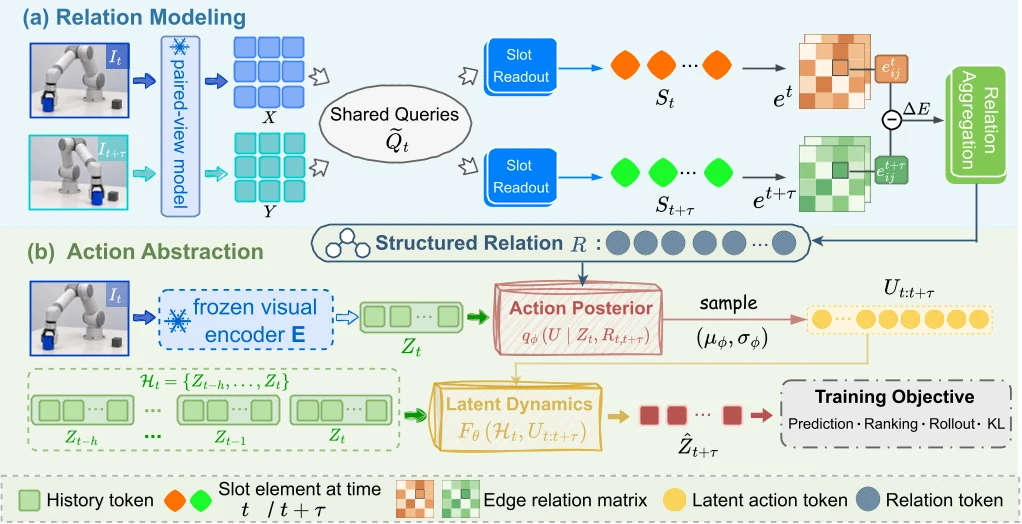 (a) Relation Modeling
I_t
I_{t+τ}
paired-view model
X
Y
Shared Queries
Q̃_t
Slot
Readout
Slot
Readout
S_t
S_{t+τ}
e^t
e^{t+τ}
e^t_{ij}
e^{t+τ}_{ij}
ΔE
Relation
Aggregation
Structured Relation R :
(b) Action Abstraction
I_t
frozen visual
encoder E
Z_t
Action Posterior
q_ϕ (U | Z_t, R_{t,t+τ})
sample
(μ_ϕ, σ_ϕ)
U_{t:t+τ}
H_t = {Z_{t−h}, . . . , Z_t}
Z_{t−h}
Z_{t−1}
Z_t
Latent Dynamics
F_θ (H_t, U_{t:t+τ})
Ẑ_{t+τ}
Training Objective
Prediction · Ranking · Rollout · KL
History token
Slot element at time
t / t + τ
Edge relation matrix
Latent action token
Relation token